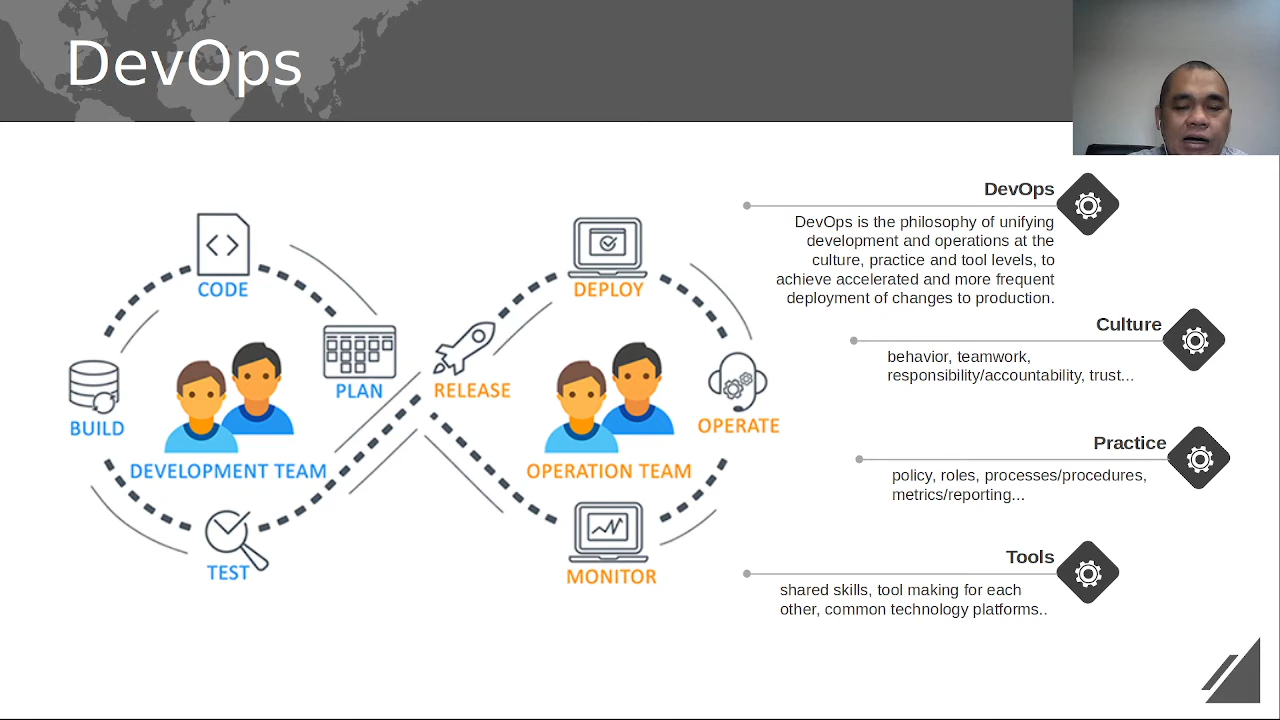 DevOps
CODE
PLAN
BUILD
DEVELOPMENT TEAM
TEST
RELEASE
DEPLOY
OPERATE
OPERATION TEAM
MONITOR
DevOps
DevOps is the philosophy of unifying
development and operations at the
culture, practice and tool levels, to
achieve accelerated and more frequent
deployment of changes to production.
Culture
behavior, teamwork,
responsibility/accountability, trust...
Practice
policy, roles, processes/procedures,
metrics/reporting...
Tools
shared skills, tool making for each
other, common technology platforms..